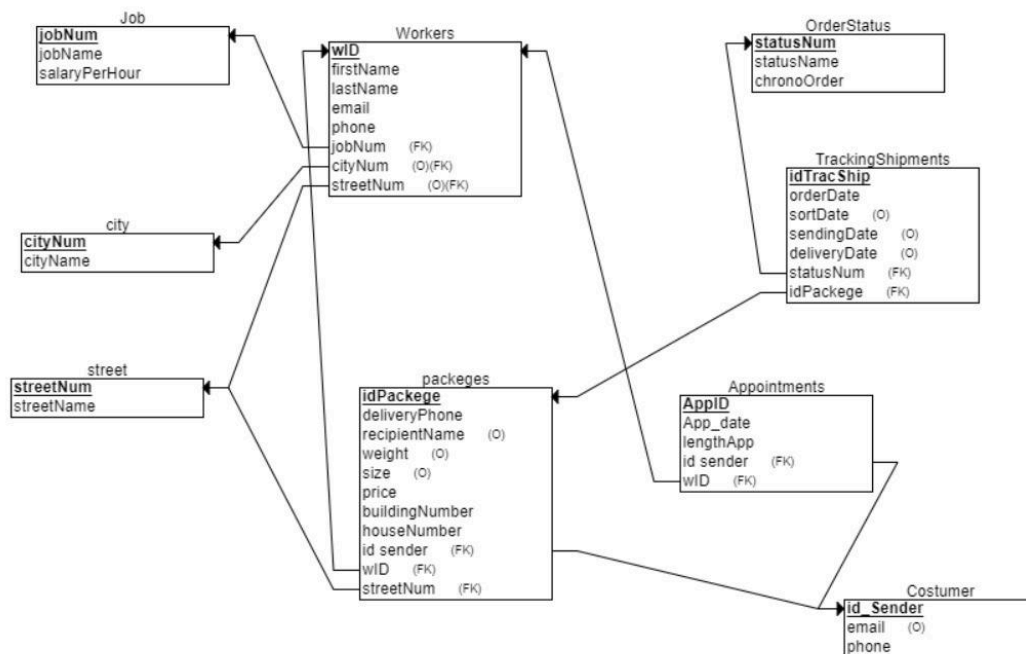 Job
jobNum
jobName
salaryPerHour
Workers
wID
firstName
lastName
email
phone
jobNum (FK)
cityNum (O)(FK)
streetNum (O)(FK)
OrderStatus
statusNum
statusName
chronoOrder
TrackingShipments
idTracShip
orderDate
sortDate (O)
sendingDate (O)
deliveryDate (O)
statusNum (FK)
idPackege (FK)
city
cityNum
cityName
street
streetNum
streetName
packeges
idPackege
deliveryPhone
recipientName (O)
weight (O)
size (O)
price
buildingNumber
houseNumber
id sender (FK)
wID (FK)
streetNum (FK)
Appointments
AppID
App_date
lengthApp
id sender (FK)
wID (FK)
Costumer
id_Sender
email (O)
phone